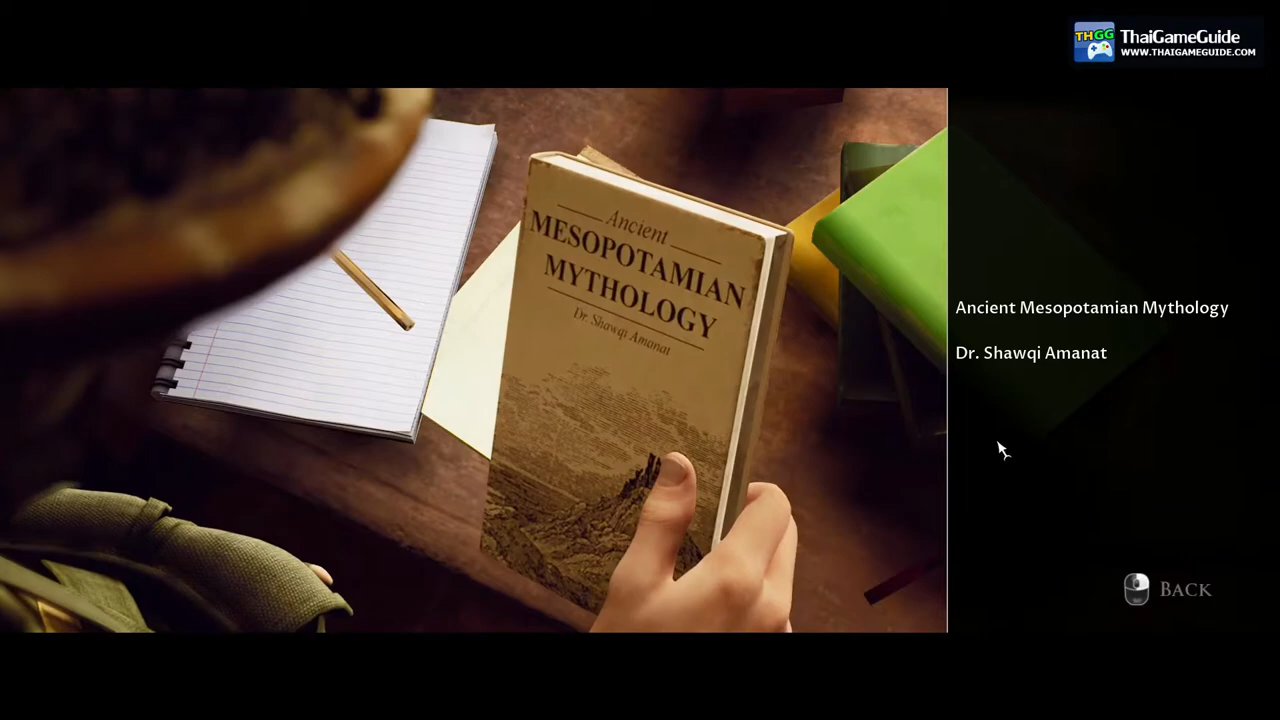 THGG
ThaiGameGuide
WWW.THAIGAMEGUIDE.COM
Ancient
MESOPOTAMIAN
MYTHOLOGY
Dr. Shawqi Amanat
Ancient Mesopotamian Mythology
Dr. Shawqi Amanat
BACK